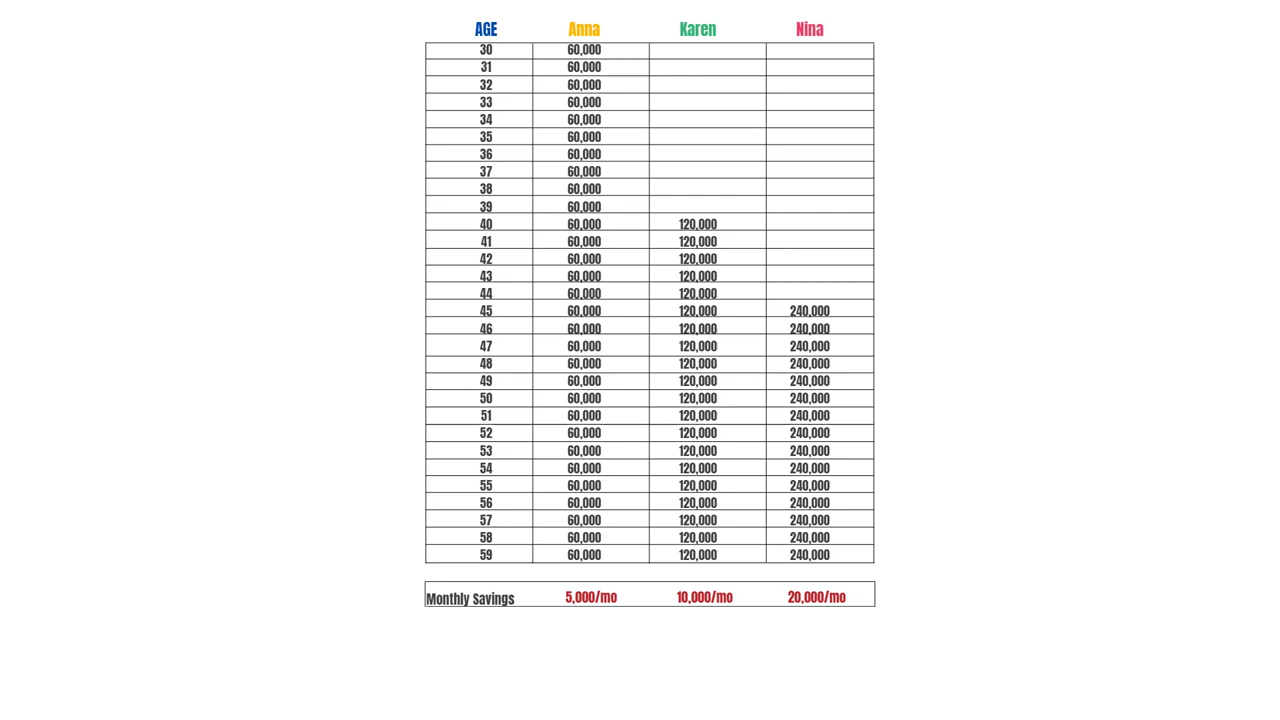 AGE Anna Karen Nina
30 60,000
31 60,000
32 60,000
33 60,000
34 60,000
35 60,000
36 60,000
37 60,000
38 60,000
39 60,000
40 60,000 120,000
41 60,000 120,000
42 60,000 120,000
43 60,000 120,000
44 60,000 120,000
45 60,000 120,000 240,000
46 60,000 120,000 240,000
47 60,000 120,000 240,000
48 60,000 120,000 240,000
49 60,000 120,000 240,000
50 60,000 120,000 240,000
51 60,000 120,000 240,000
52 60,000 120,000 240,000
53 60,000 120,000 240,000
54 60,000 120,000 240,000
55 60,000 120,000 240,000
56 60,000 120,000 240,000
57 60,000 120,000 240,000
58 60,000 120,000 240,000
59 60,000 120,000 240,000
Monthly Savings 5,000/mo 10,000/mo 20,000/mo